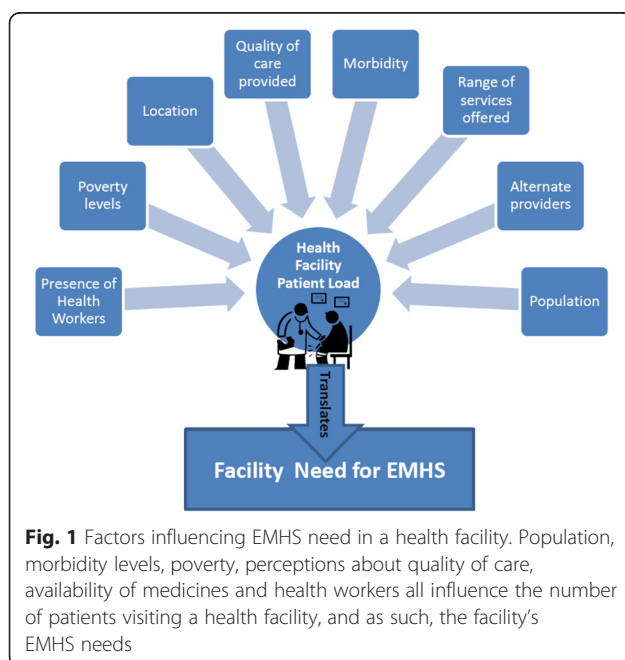 Quality of
care
provided
Morbidity
Range of
services
offered
Location
Alternate
providers
Poverty
levels
Presence of
Health
Workers
Population
Health
Facility
Patient Load
Translates
Facility Need for EMHS
Fig. 1 Factors influencing EMHS need in a health facility. Population,
morbidity levels, poverty, perceptions about quality of care,
availability of medicines and health workers all influence the number
of patients visiting a health facility, and as such, the facility's
EMHS needs